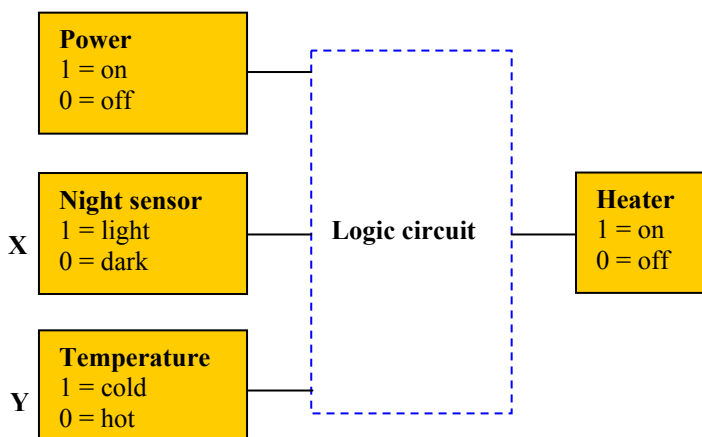 Power
1 = on
0 = off
X
Night sensor
1 = light
0 = dark
Y
Temperature
1 = cold
0 = hot
Logic circuit
Heater
1 = on
0 = off